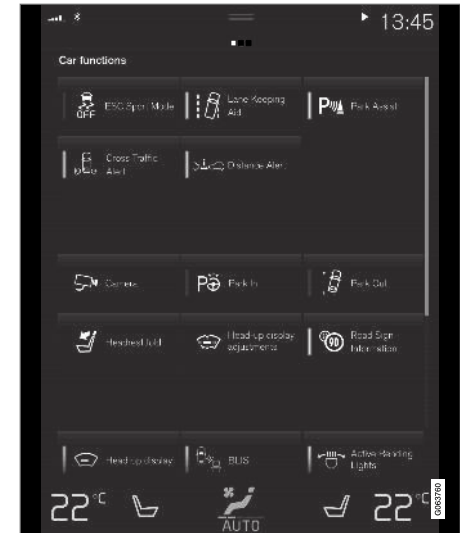 13:45
Car functions
OFF
ESC Sport Mode
Lane Keeping
Aid
P
Park Assist
Cross Traffic
Alert
Distance Alert
Camera
P
Park In
Park Out
Headrest fold
Head-up display
adjustments
90
Road Sign
Information
Head-up display
BLIS
Active Bending
Lights
22°C
AUTO
22°C
G063760